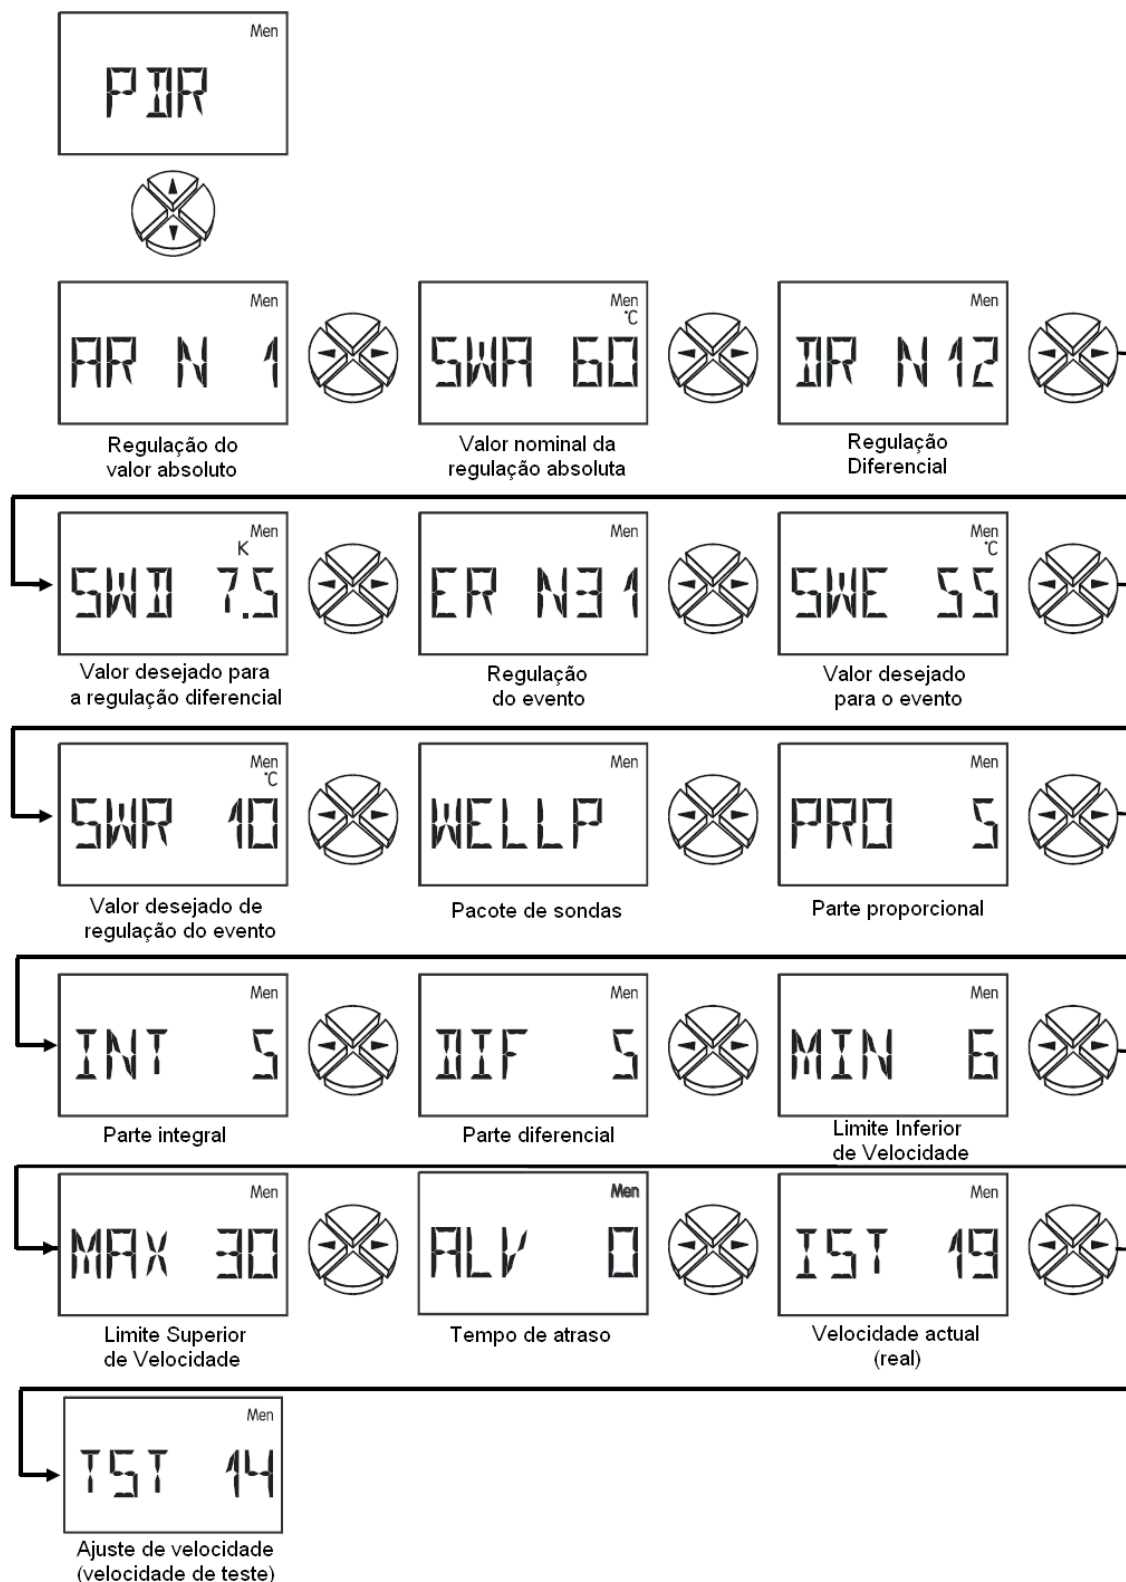 Men
PDR
Men
AR N 1
Men
°C
SWA 60
Men
DR N12
Regulação do
valor absoluto
Valor nominal da
regulação absoluta
Regulação
Diferencial
Men
K
SWD 7.5
Men
ER N31
Men
°C
SWE 55
Valor desejado para
a regulação diferencial
Regulação
do evento
Valor desejado
para o evento
Men
°C
SWR 10
Men
WELLP
Men
PRO 5
Valor desejado de
regulação do evento
Pacote de sondas
Parte proporcional
Men
INT 5
Men
DIF 5
Men
MIN 6
Parte integral
Parte diferencial
Limite Inferior
de Velocidade
Men
MAX 30
Men
ALV 0
Men
IST 19
Limite Superior
de Velocidade
Tempo de atraso
Velocidade actual
(real)
Men
TST 14
Ajuste de velocidade
(velocidade de teste)